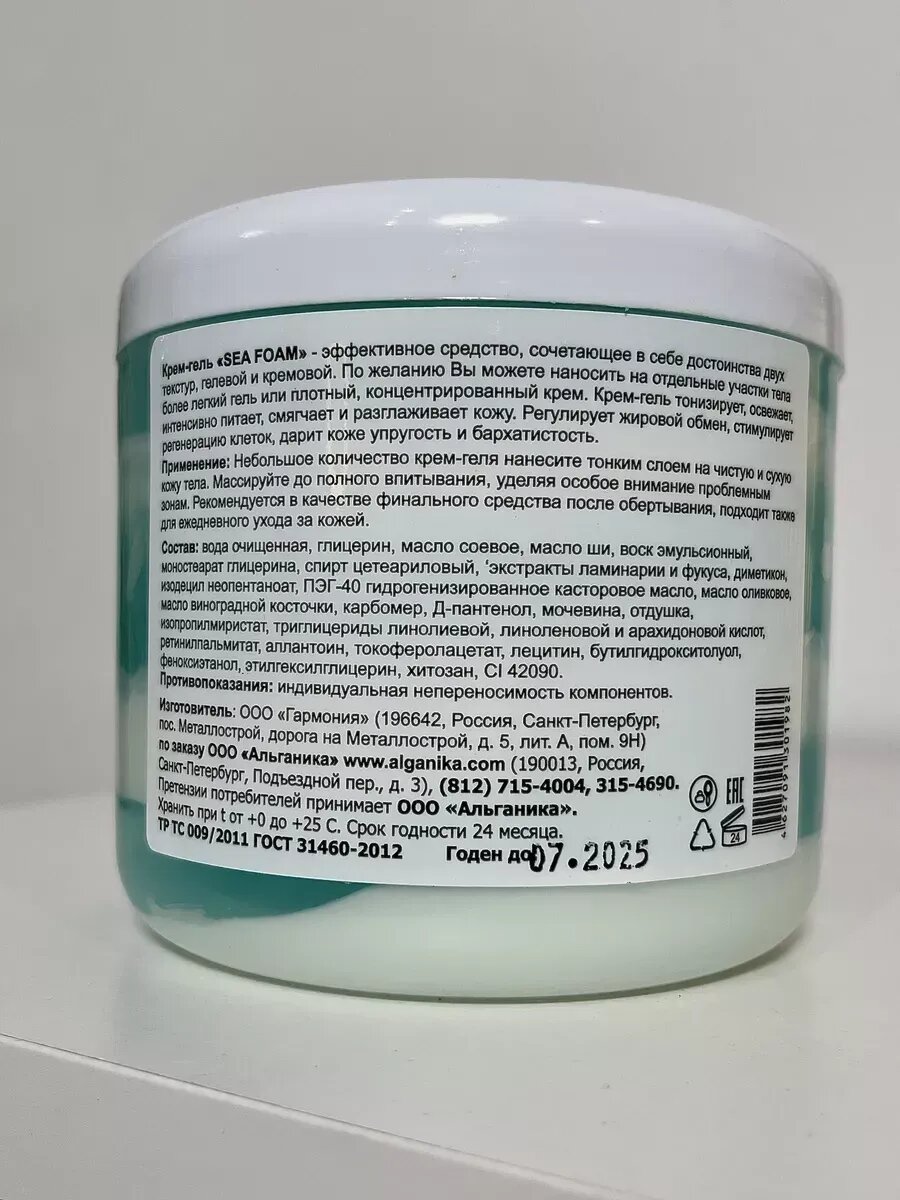 Крем-гель «SEA FOAM» - эффективное средство, сочетающее в себе достоинства двух
текстур, гелевой и кремовой. По желанию Вы можете наносить на отдельные участки тела
более легкий гель или плотный, концентрированный крем. Крем-гель тонизирует, освежает,
интенсивно питает, смягчает и разглаживает кожу. Регулирует жировой обмен, стимулирует
регенерацию клеток, дарит коже упругость и бархатистость.
Применение: Небольшое количество крем-геля нанесите тонким слоем на чистую и сухую
кожу тела. Массируйте до полного впитывания, уделяя особое внимание проблемным
зонам. Рекомендуется в качестве финального средства после обертывания, подходит также
для ежедневного ухода за кожей.
Состав: вода очищенная, глицерин, масло соевое, масло ши, воск эмульсионный,
моностеарат глицерина, спирт цетеариловый, 'экстракты ламинарии и фукуса, диметикон,
изодецил неопентаноат, ПЭГ-40 гидрогенизированное касторовое масло, масло оливковое,
масло виноградной косточки, карбомер, Д-пантенол, мочевина, отдушка,
изопропилмиристат, триглицериды линолиевой, линоленовой и арахидоновой кислот,
ретинилпальмитат, аллантоин, токоферолацетат, лецитин, бутилгидрокситолуол,
феноксиэтанол, этилгексилглицерин, хитозан, CI 42090.
Противопоказания: индивидуальная непереносимость компонентов.
Изготовитель: ООО «Гармония» (196642, Россия, Санкт-Петербург,
пос. Металлострой, дорога на Металлострой, д. 5, лит. А, пом. 9Н)
по заказу ООО «Альганика» www.alganika.com (190013, Россия,
Санкт-Петербург, Подъездной пер., д. 3), (812) 715-4004, 315-4690.
Претензии потребителей принимает ООО «Альганика».
Хранить при t от +0 до +25 С. Срок годности 24 месяца.
ТР ТС 009/2011 ГОСТ 31460-2012 Годен до 07.2025
EAC
24
4627091301982